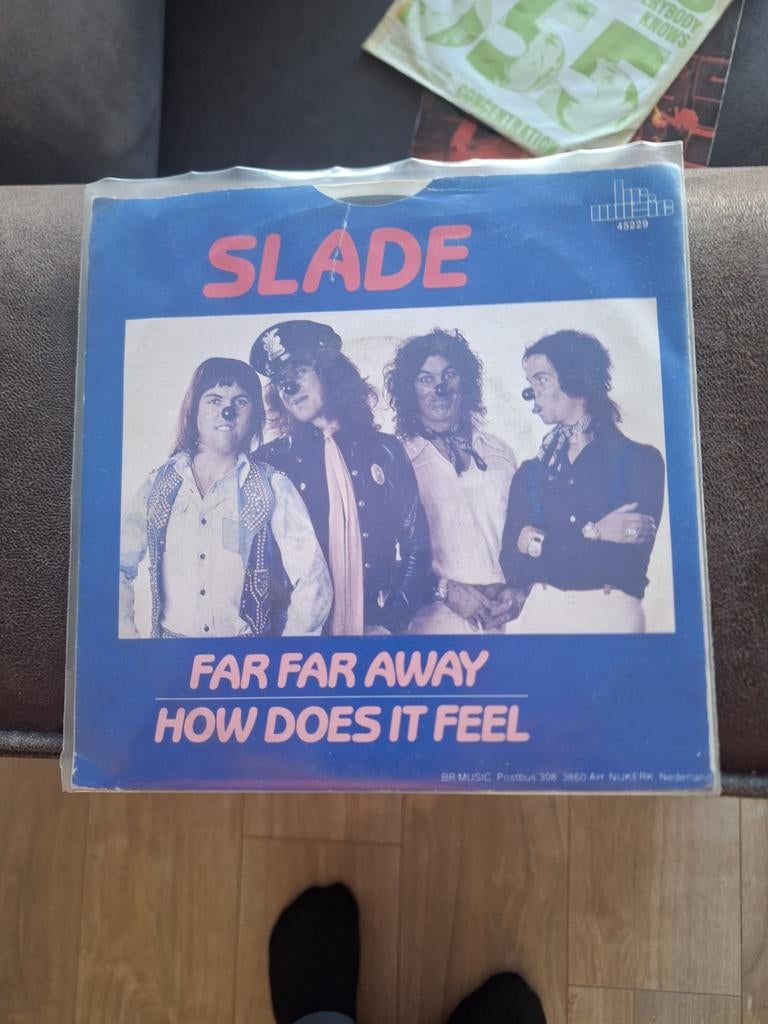 EVERYBODY
KNOWS
CONCENTRATION
SLADE
45229
FAR FAR AWAY
HOW DOES IT FEEL
BR MUSIC Postbus 308 3860 AH NIJKERK Nederland